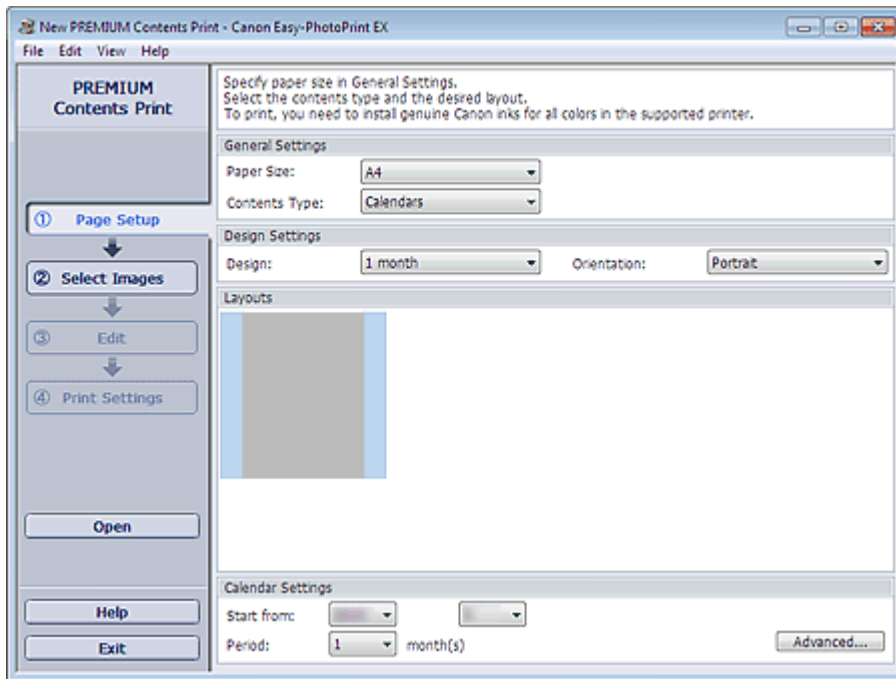 New PREMIUM Contents Print - Canon Easy-PhotoPrint EX
File Edit View Help
PREMIUM
Contents Print
① Page Setup
② Select Images
③ Edit
④ Print Settings
Open
Help
Exit
Specify paper size in General Settings.
Select the contents type and the desired layout.
To print, you need to install genuine Canon inks for all colors in the supported printer.
General Settings
Paper Size: A4
Contents Type: Calendars
Design Settings
Design: 1 month Orientation: Portrait
Layouts
Calendar Settings
Start from:
Period: 1 month(s) Advanced...